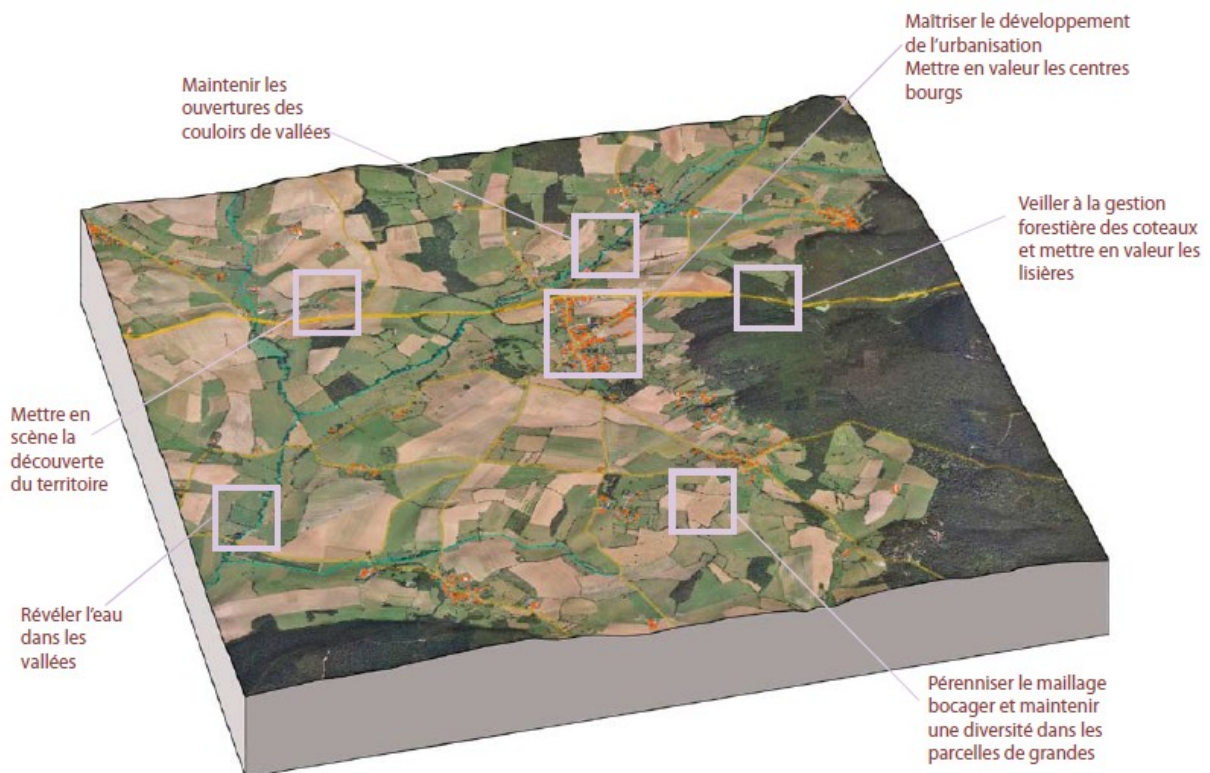 Maîtriser le développement
de l'urbanisation
Mettre en valeur les centres
bourgs
Maintenir les
ouvertures des
couloirs de vallées
Veiller à la gestion
forestière des coteaux
et mettre en valeur les
lisières
Mettre en
scène la
découverte
du territoire
Révéler l'eau
dans les
vallées
Pérenniser le maillage
bocager et maintenir
une diversité dans les
parcelles de grandes